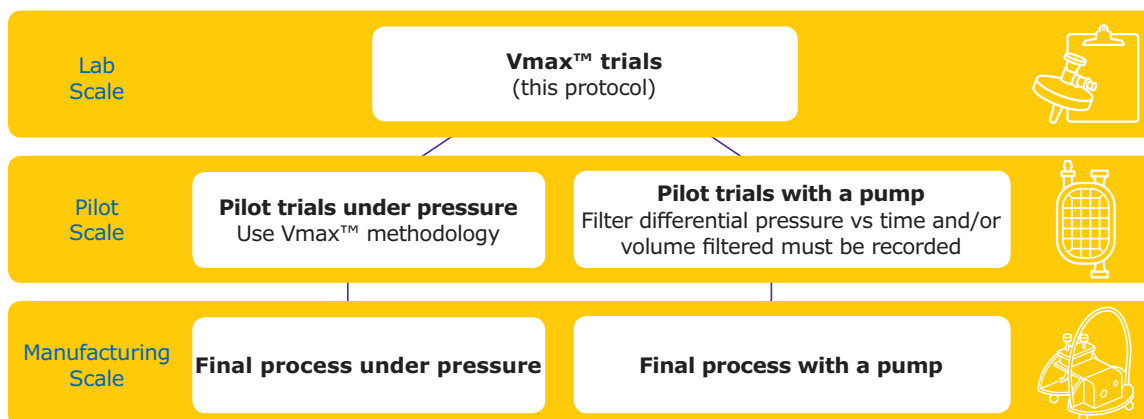 Lab
Scale
Vmax™ trials
(this protocol)
Pilot
Scale
Pilot trials under pressure
Use Vmax™ methodology
Pilot trials with a pump
Filter differential pressure vs time and/or
volume filtered must be recorded
Manufacturing
Scale
Final process under pressure
Final process with a pump